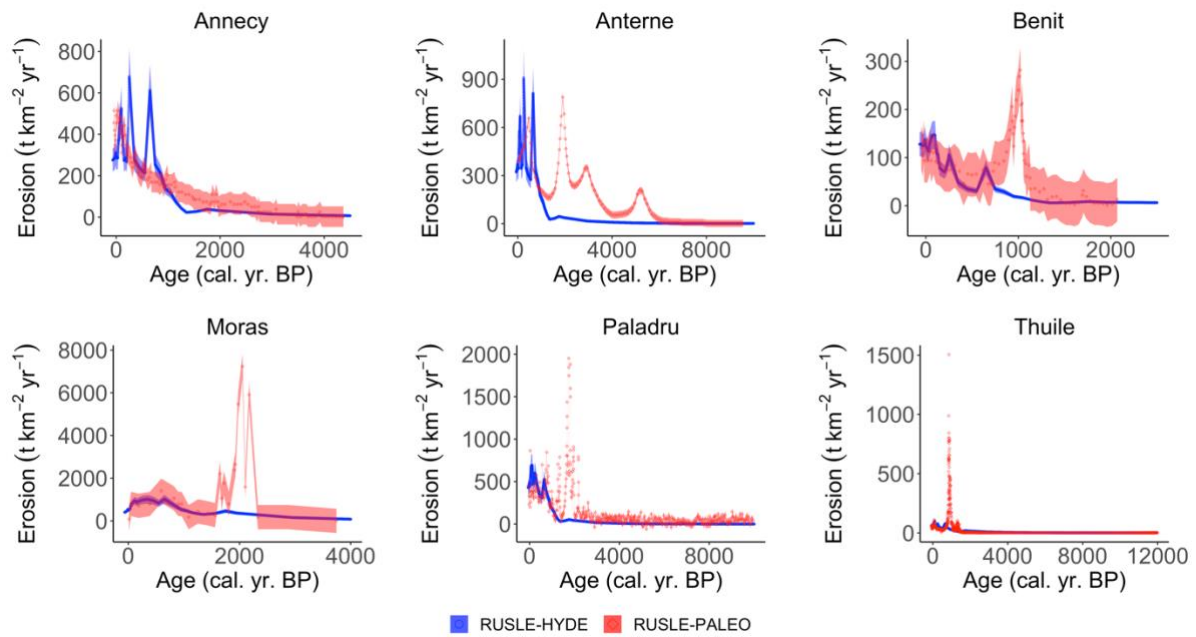 Annecy
Anterne
Benit
Erosion (t km−2 yr−1)
800
600
400
200
0
0
2000
4000
Age (cal. yr. BP)
Erosion (t km−2 yr−1)
900
600
300
0
0
4000
8000
Age (cal. yr. BP)
Erosion (t km−2 yr−1)
300
200
100
0
0
1000
2000
Age (cal. yr. BP)
Moras
Paladru
Thuile
Erosion (t km−2 yr−1)
8000
6000
4000
2000
0
0
2000
4000
Age (cal. yr. BP)
Erosion (t km−2 yr−1)
2000
1500
1000
500
0
0
4000
8000
Age (cal. yr. BP)
Erosion (t km−2 yr−1)
1500
1000
500
0
0
4000
8000
12000
Age (cal. yr. BP)
RUSLE-HYDE
RUSLE-PALEO